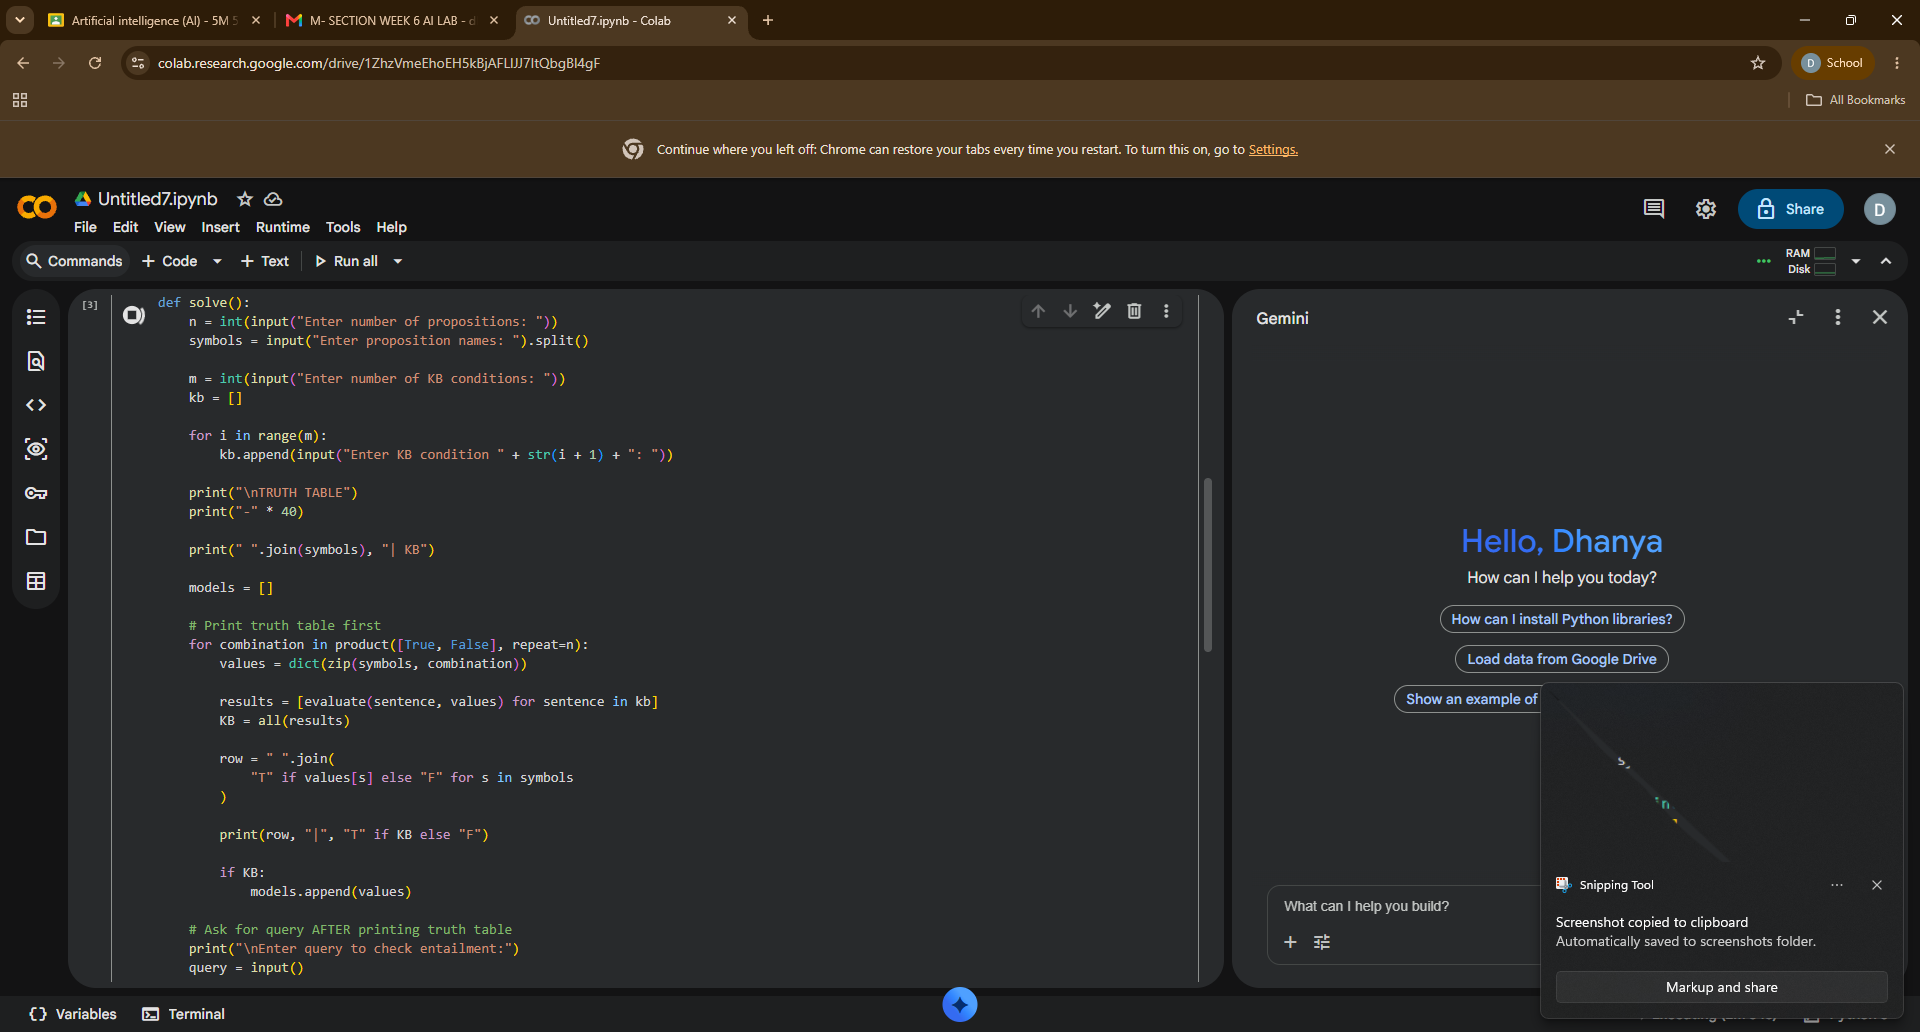 Artificial intelligence (AI) - 5M 5
M- SECTION WEEK 6 AI LAB - d
Untitled7.ipynb - Colab
colab.research.google.com/drive/1ZhzVmeEhoEH5kBjAFLlJJ7ItQbgBl4gF
D School
All Bookmarks
Continue where you left off: Chrome can restore your tabs every time you restart. To turn this on, go to Settings.
Untitled7.ipynb
File Edit View Insert Runtime Tools Help
Share
D
Commands + Code + Text Run all
RAM
Disk
[3]
def solve():
    n = int(input("Enter number of propositions: "))
    symbols = input("Enter proposition names: ").split()
    m = int(input("Enter number of KB conditions: "))
    kb = []
    for i in range(m):
        kb.append(input("Enter KB condition " + str(i + 1) + ": "))
    print("\nTRUTH TABLE")
    print("-" * 40)
    print(" ".join(symbols), "| KB")
    models = []
    # Print truth table first
    for combination in product([True, False], repeat=n):
        values = dict(zip(symbols, combination))
        results = [evaluate(sentence, values) for sentence in kb]
        KB = all(results)
        row = " ".join(
            "T" if values[s] else "F" for s in symbols
        )
        print(row, "|", "T" if KB else "F")
        if KB:
            models.append(values)
    # Ask for query AFTER printing truth table
    print("\nEnter query to check entailment:")
    query = input()
Gemini
Hello, Dhanya
How can I help you today?
How can I install Python libraries?
Load data from Google Drive
Show an example of
What can I help you build?
Snipping Tool
Screenshot copied to clipboard
Automatically saved to screenshots folder.
Markup and share
{} Variables
Terminal